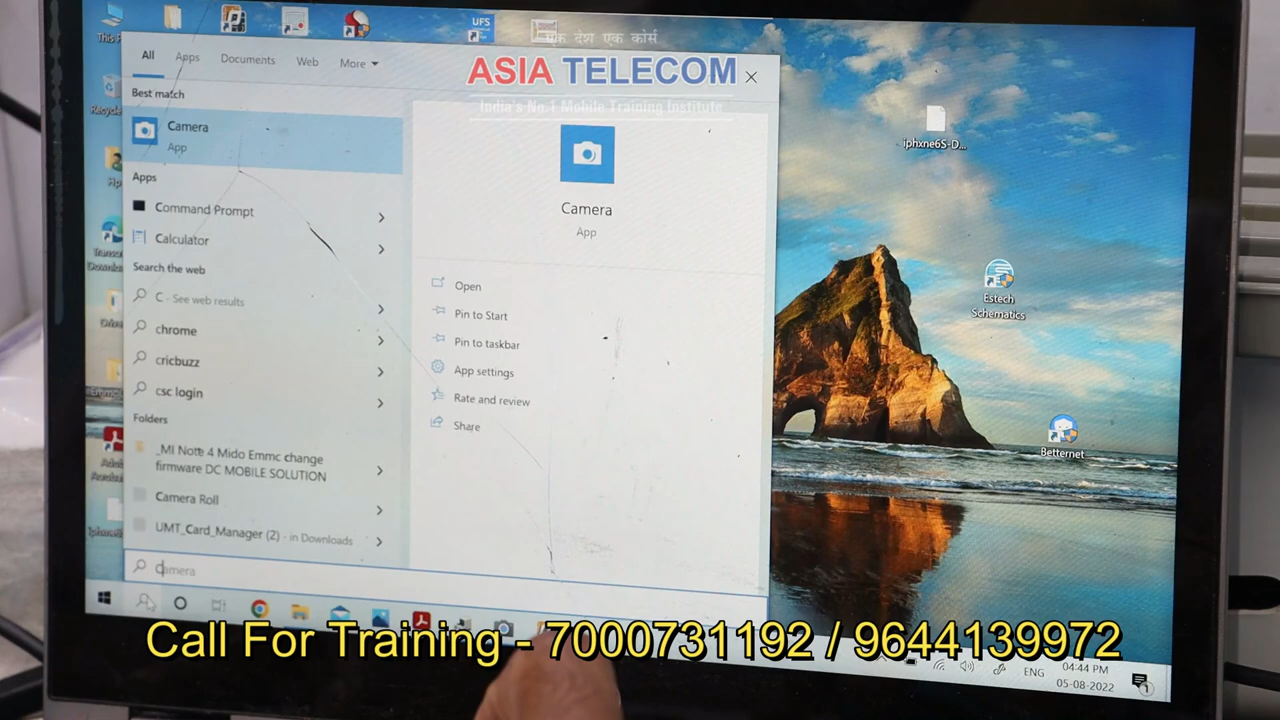 This P
UFS
एक देश एक कोर्स
ASIA TELECOM
India's No.1 Mobile Training Institute
All Apps Documents Web More
Best match
Camera
App
Apps
Command Prompt
Calculator
Search the web
C - See web results
chrome
cricbuzz
csc login
Folders
_MI Note 4 Mido Emmc change
firmware DC MOBILE SOLUTION
Camera Roll
UMT_Card_Manager (2) - in Downloads
Camera
Camera
App
Open
Pin to Start
Pin to taskbar
App settings
Rate and review
Share
Recycle
iphxne6S-D...
Estech
Schematics
Betternet
Call For Training - 7000731192 / 9644139972
ENG
04:44 PM
05-08-2022
1